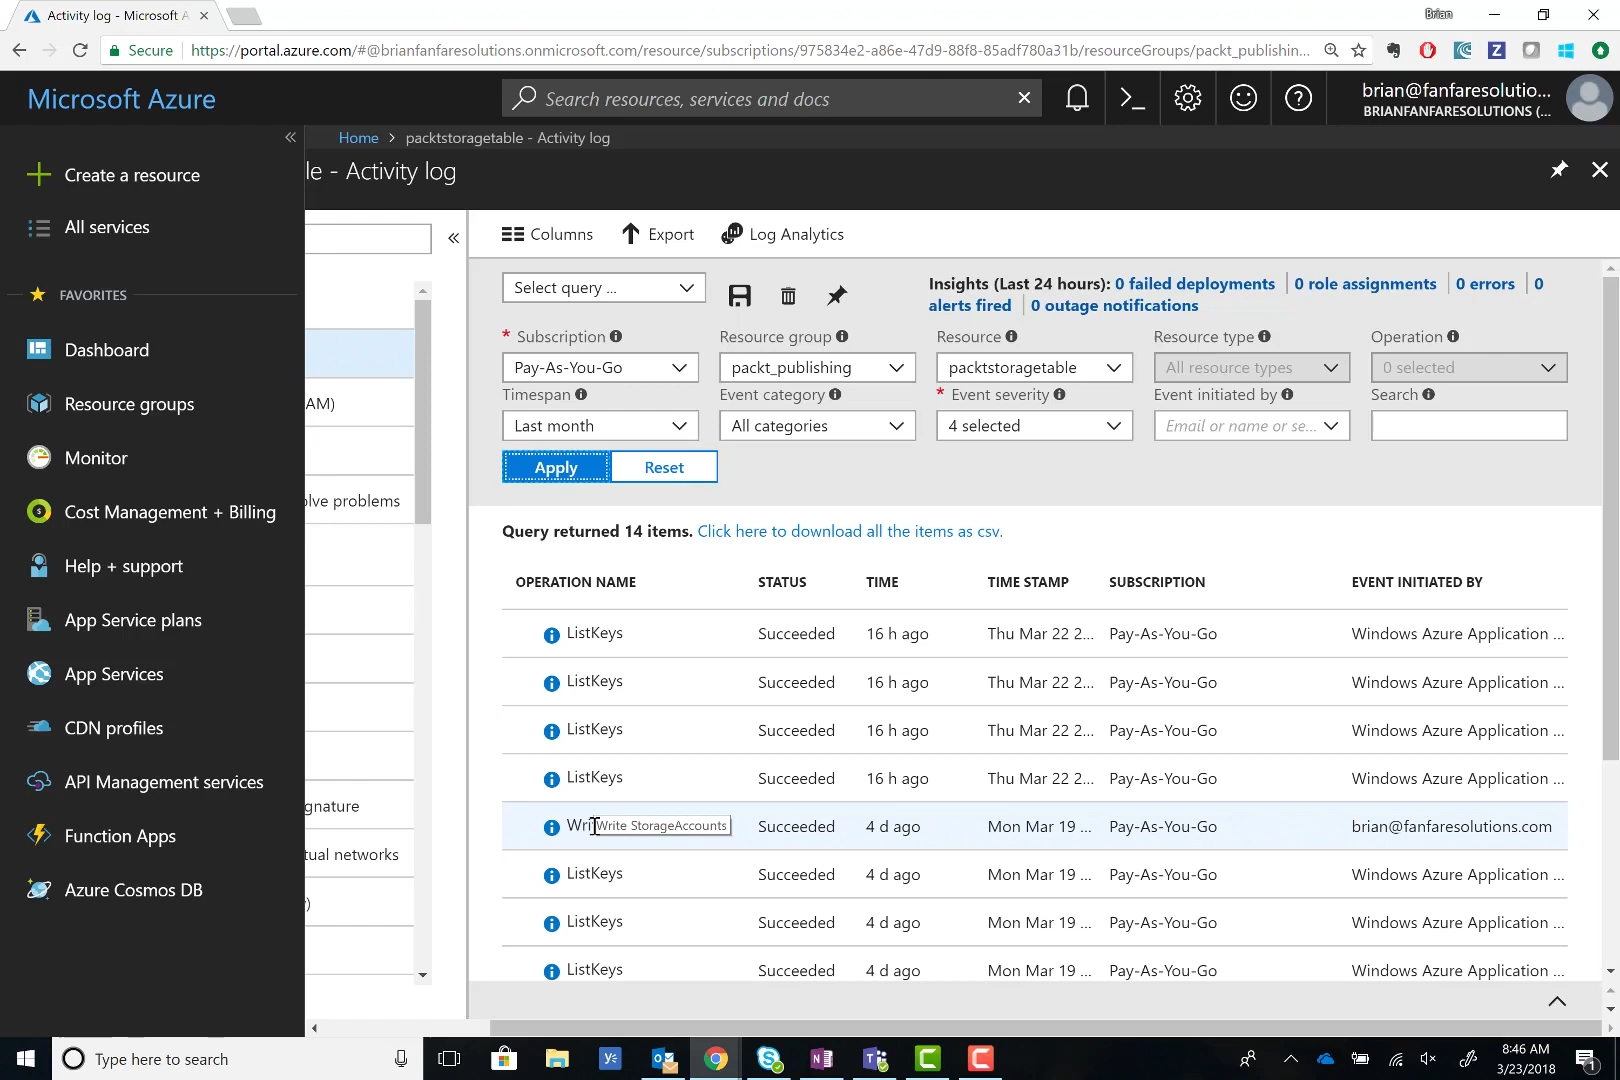 Activity log - Microsoft A
Brian
Secure
https://portal.azure.com/#@brianfanfaresolutions.onmicrosoft.com/resource/subscriptions/975834e2-a86e-47d9-88f8-85adf780a31b/resourceGroups/packt_publishin...
Microsoft Azure
Search resources, services and docs
brian@fanfaresolutio...
BRIANFANFARESOLUTIONS (...
Home > packtstoragetable - Activity log
le - Activity log
Create a resource
All services
FAVORITES
Dashboard
Resource groups
Monitor
Cost Management + Billing
Help + support
App Service plans
App Services
CDN profiles
API Management services
Function Apps
Azure Cosmos DB
AM)
olve problems
gnature
tual networks
)
Columns Export Log Analytics
Select query ...
Insights (Last 24 hours): 0 failed deployments 0 role assignments 0 errors 0
alerts fired 0 outage notifications
* Subscription Resource group Resource Resource type Operation
Pay-As-You-Go packt_publishing packtstoragetable All resource types 0 selected
Timespan Event category * Event severity Event initiated by Search
Last month All categories 4 selected Email or name or se...
Apply Reset
Query returned 14 items. Click here to download all the items as csv.
OPERATION NAME STATUS TIME TIME STAMP SUBSCRIPTION EVENT INITIATED BY
ListKeys Succeeded 16 h ago Thu Mar 22 2... Pay-As-You-Go Windows Azure Application ...
ListKeys Succeeded 16 h ago Thu Mar 22 2... Pay-As-You-Go Windows Azure Application ...
ListKeys Succeeded 16 h ago Thu Mar 22 2... Pay-As-You-Go Windows Azure Application ...
ListKeys Succeeded 16 h ago Thu Mar 22 2... Pay-As-You-Go Windows Azure Application ...
Wri Write StorageAccounts Succeeded 4 d ago Mon Mar 19 ... Pay-As-You-Go brian@fanfaresolutions.com
ListKeys Succeeded 4 d ago Mon Mar 19 ... Pay-As-You-Go Windows Azure Application ...
ListKeys Succeeded 4 d ago Mon Mar 19 ... Pay-As-You-Go Windows Azure Application ...
ListKeys Succeeded 4 d ago Mon Mar 19 ... Pay-As-You-Go Windows Azure Application ...
Type here to search
8:46 AM
3/23/2018
1